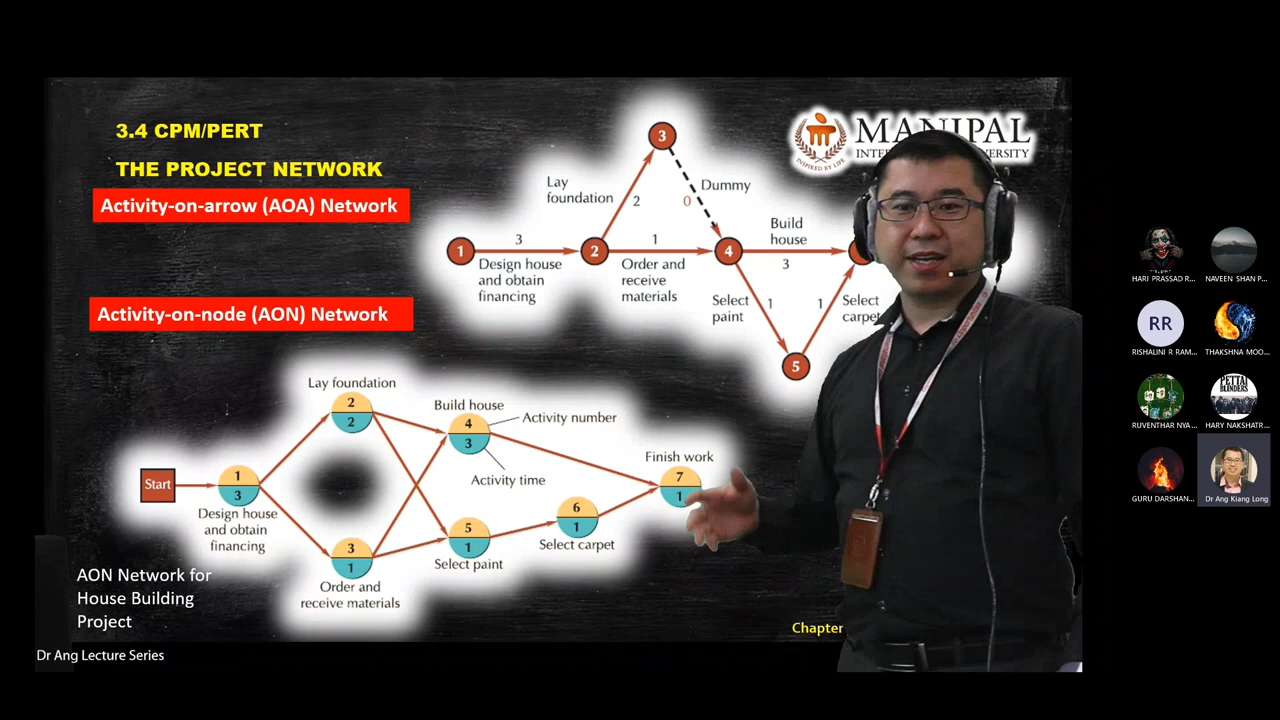 3.4 CPM/PERT
THE PROJECT NETWORK
Activity-on-arrow (AOA) Network
MANIPAL
INSPIRED BY LIFE
3
Lay
foundation
2
0
Dummy
1
3
Design house
and obtain
financing
2
1
Order and
receive
materials
4
Build
house
3
Select
paint
1
1
Select
carpet
5
Activity-on-node (AON) Network
Start
1
3
Design house
and obtain
financing
Lay foundation
2
2
3
1
Order and
receive materials
Build house
4
3
Activity number
Activity time
5
1
Select paint
6
1
Select carpet
Finish work
7
1
AON Network for
House Building
Project
Chapter
Dr Ang Lecture Series
HARI PRASSAD R...
NAVEEN SHAN P...
RR
RISHALINI R RAM...
THAKSHNA MOO...
PETTAI
BLINDERS
RUVENTHAR NYA...
HARY NAKSHATR...
GURU DARSHAN...
Dr Ang Kiang Long